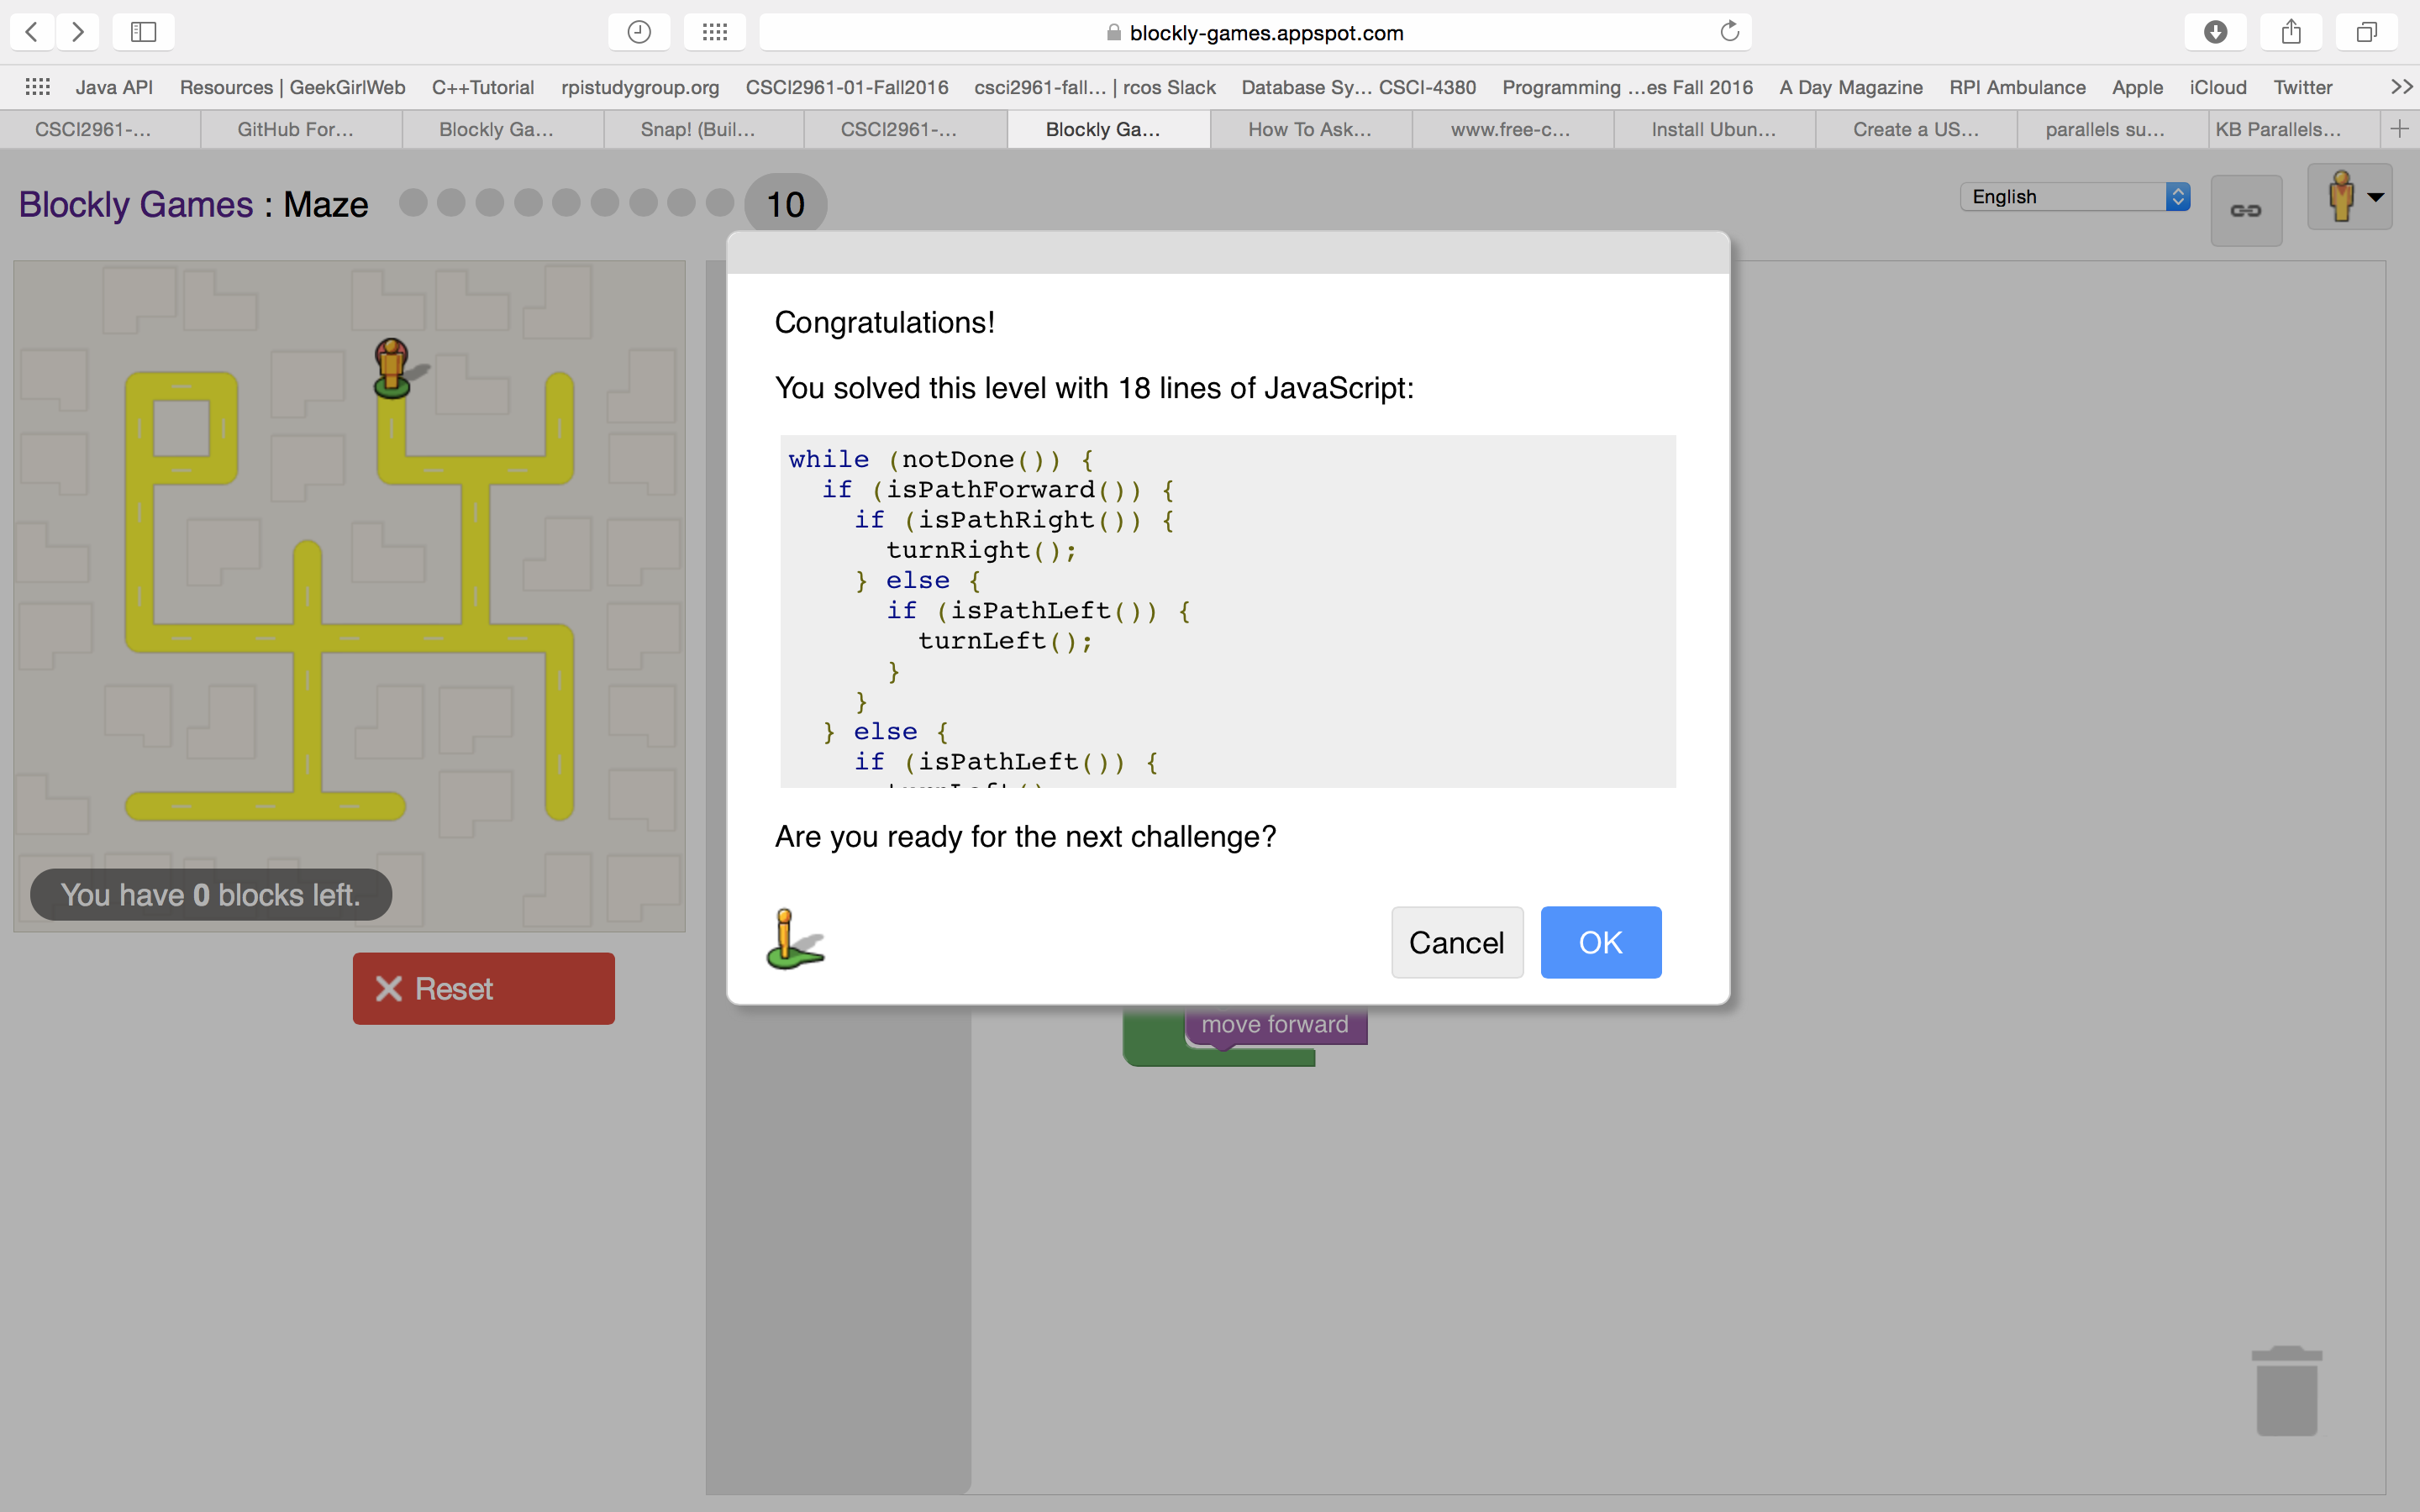 blockly-games.appspot.com
Java API Resources | GeekGirlWeb C++Tutorial rpistudygroup.org CSCI2961-01-Fall2016 csci2961-fall... | rcos Slack Database Sy... CSCI-4380 Programming ...es Fall 2016 A Day Magazine RPI Ambulance Apple iCloud Twitter >>
CSCI2961-... GitHub For... Blockly Ga... Snap! (Buil... CSCI2961-... Blockly Ga... How To Ask... www.free-c... Install Ubun... Create a US... parallels su... KB Parallels... +
Blockly Games : Maze 10 English
Congratulations!
You solved this level with 18 lines of JavaScript:
while (notDone()) {
if (isPathForward()) {
if (isPathRight()) {
turnRight();
} else {
if (isPathLeft()) {
turnLeft();
}
}
} else {
if (isPathLeft()) {
Are you ready for the next challenge?
You have 0 blocks left.
Cancel OK
Reset
move forward